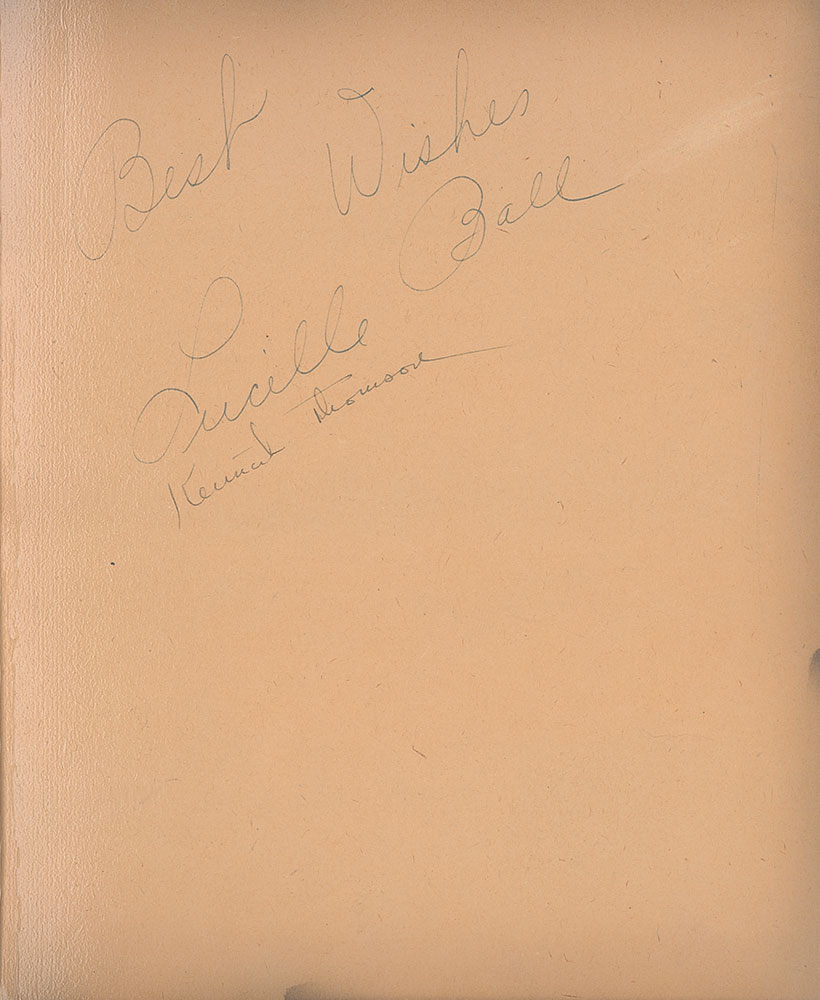 Best Wishes
Lucille Ball
Kenneth Thomson